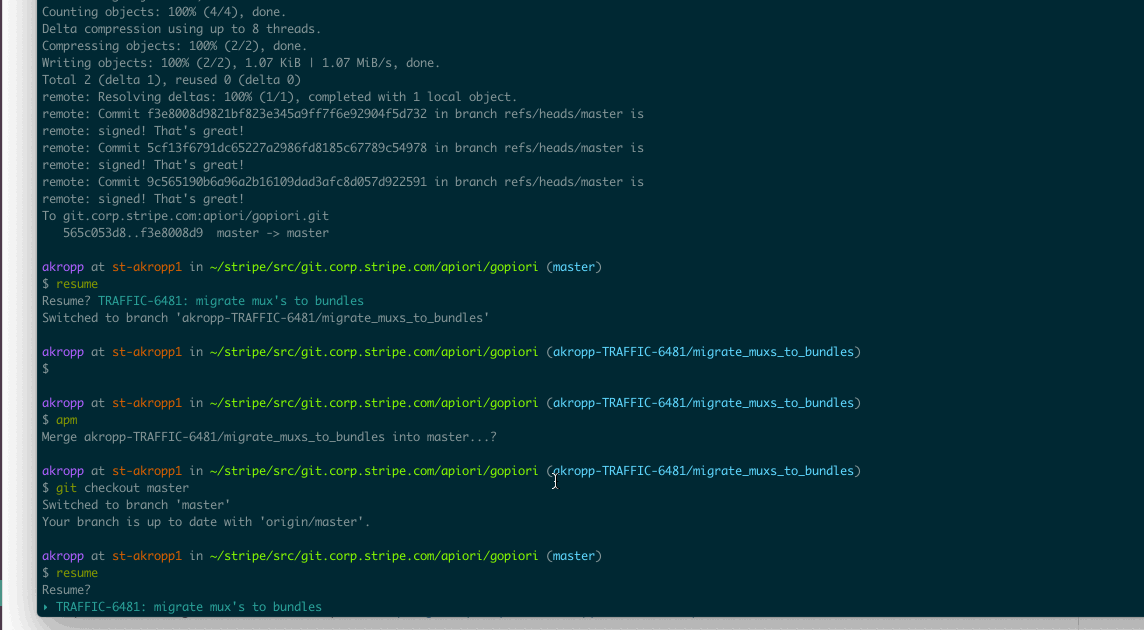 Counting objects: 100% (4/4), done.
Delta compression using up to 8 threads.
Compressing objects: 100% (2/2), done.
Writing objects: 100% (2/2), 1.07 KiB | 1.07 MiB/s, done.
Total 2 (delta 1), reused 0 (delta 0)
remote: Resolving deltas: 100% (1/1), completed with 1 local object.
remote: Commit f3e8008d9821bf823e345a9ff7f6e92904f5d732 in branch refs/heads/master is
remote: signed! That's great!
remote: Commit 5cf13f6791dc65227a2986fd8185c67789c54978 in branch refs/heads/master is
remote: signed! That's great!
remote: Commit 9c565190b6a96a2b16109dad3afc8d057d922591 in branch refs/heads/master is
remote: signed! That's great!
To git.corp.stripe.com:apiori/gopiori.git
   565c053d8..f3e8008d9  master -> master
akropp at st-akropp1 in ~/stripe/src/git.corp.stripe.com/apiori/gopiori (master)
$ resume
Resume? TRAFFIC-6481: migrate mux's to bundles
Switched to branch 'akropp-TRAFFIC-6481/migrate_muxs_to_bundles'
akropp at st-akropp1 in ~/stripe/src/git.corp.stripe.com/apiori/gopiori (akropp-TRAFFIC-6481/migrate_muxs_to_bundles)
$
akropp at st-akropp1 in ~/stripe/src/git.corp.stripe.com/apiori/gopiori (akropp-TRAFFIC-6481/migrate_muxs_to_bundles)
$ apm
Merge akropp-TRAFFIC-6481/migrate_muxs_to_bundles into master...?
akropp at st-akropp1 in ~/stripe/src/git.corp.stripe.com/apiori/gopiori (akropp-TRAFFIC-6481/migrate_muxs_to_bundles)
$ git checkout master
Switched to branch 'master'
Your branch is up to date with 'origin/master'.
akropp at st-akropp1 in ~/stripe/src/git.corp.stripe.com/apiori/gopiori (master)
$ resume
Resume?
‣ TRAFFIC-6481: migrate mux's to bundles